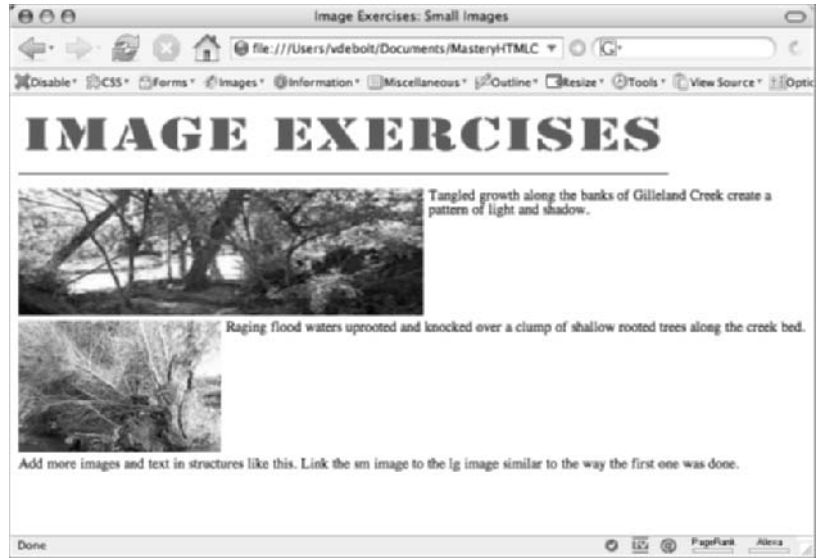 Image Exercises: Small Images
file:///Users/vdebolt/Documents/MasteryHTMLC
G
Disable CSS Forms Images Information Miscellaneous Outline Resize Tools View Source Optic
IMAGE EXERCISES
Tangled growth along the banks of Gilleland Creek create a
pattern of light and shadow.
Raging flood waters uprooted and knocked over a clump of shallow rooted trees along the creek bed.
Add more images and text in structures like this. Link the sm image to the lg image similar to the way the first one was done.
Done PageRank Alexa